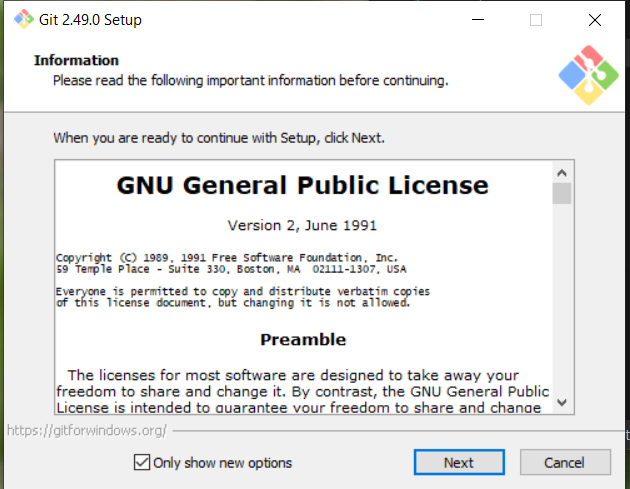 Git 2.49.0 Setup
Information
Please read the following important information before continuing.
When you are ready to continue with Setup, click Next.
GNU General Public License
Version 2, June 1991
Copyright (C) 1989, 1991 Free Software Foundation, Inc.
59 Temple Place - Suite 330, Boston, MA  02111-1307, USA
Everyone is permitted to copy and distribute verbatim copies
of this license document, but changing it is not allowed.
Preamble
The licenses for most software are designed to take away your
freedom to share and change it. By contrast, the GNU General Public
License is intended to guarantee your freedom to share and change
https://gitforwindows.org/
Only show new options
Next
Cancel